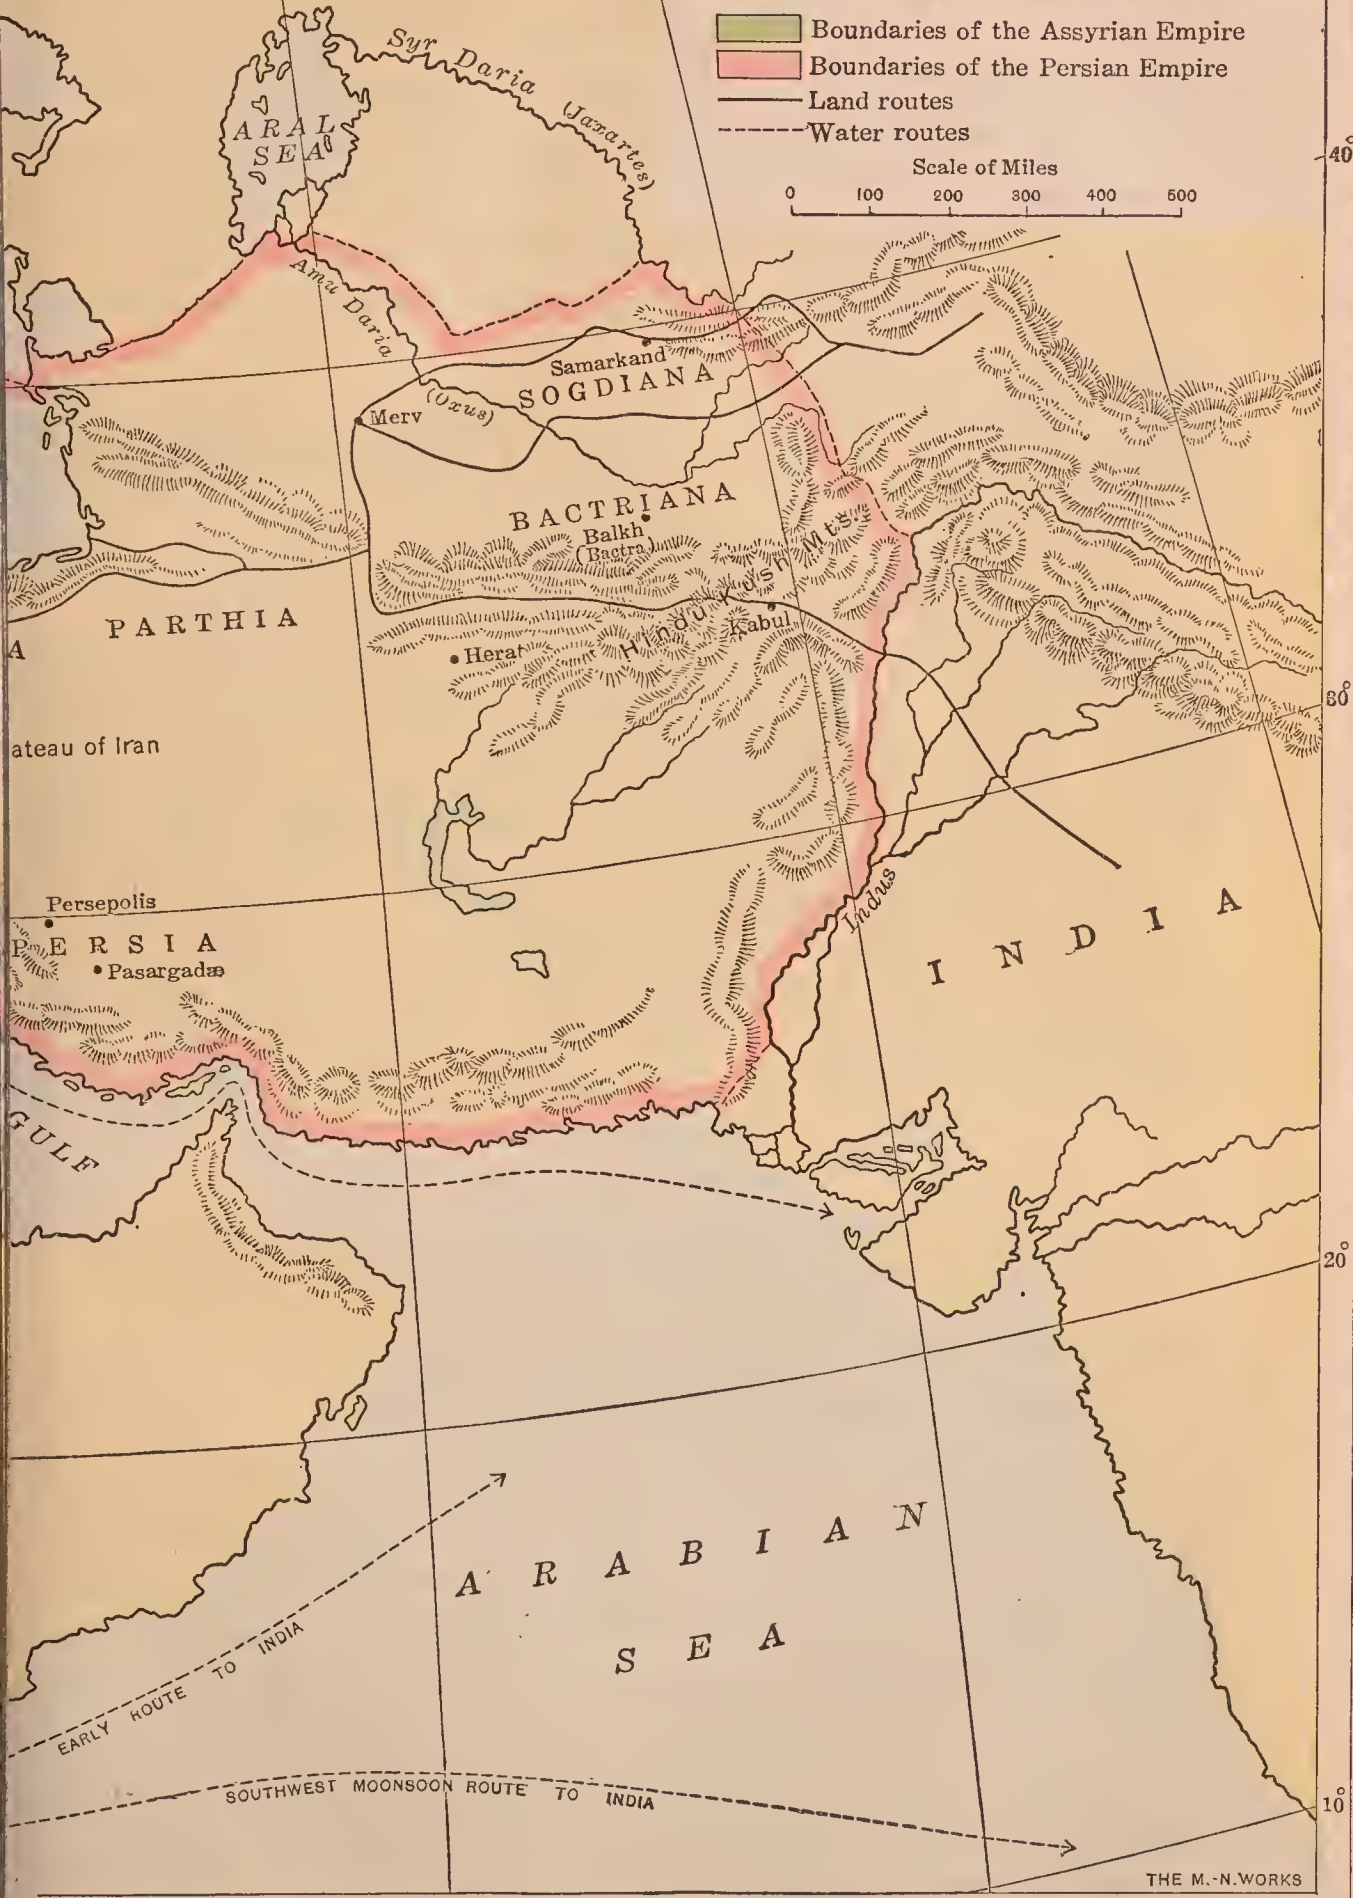 Boundaries of the Assyrian Empire
Boundaries of the Persian Empire
Land routes
Water routes
Scale of Miles
0 100 200 300 400 500
Syr Daria (Jaxartes)
ARAL
SEA
40°
Amu Daria
(Oxus)
Samarkand
SOGDIANA
Merv
BACTRIANA
Balkh
(Bactra)
Hindu Kush Mts.
Kabul
PARTHIA
A
Herat
30°
ateau of Iran
Persepolis
PERSIA
Pasargadæ
Indus
INDIA
GULF
20°
ARABIAN
SEA
EARLY ROUTE TO INDIA
SOUTHWEST MOONSOON ROUTE TO INDIA
10°
THE M.-N. WORKS